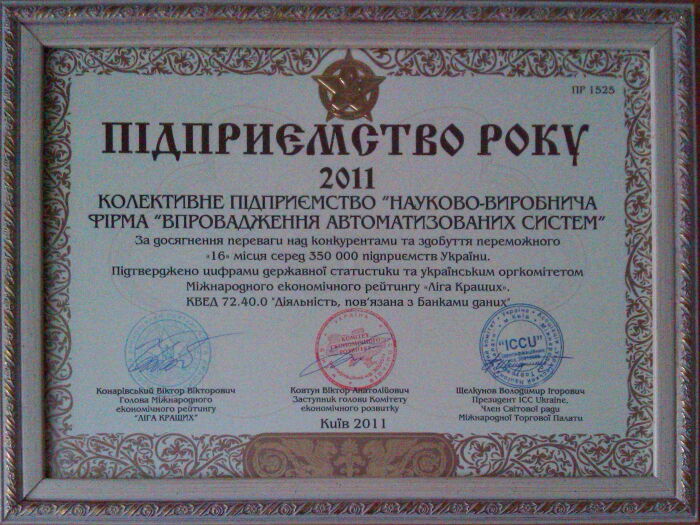 ПР 1525
ПІДПРИЄМСТВО РОКУ
2011
КОЛЕКТИВНЕ ПІДПРИЄМСТВО "НАУКОВО-ВИРОБНИЧА
ФІРМА "ВПРОВАДЖЕННЯ АВТОМАТИЗОВАНИХ СИСТЕМ"
За досягнення переваги над конкурентами та здобуття переможного
«16» місця серед 350 000 підприємств України.
Підтверджено цифрами державної статистики та українським оргкомітетом
Міжнародного економічного рейтингу «Ліга Кращих».
КВЕД 72.40.0 "Діяльність, пов'язана з банками даних"
КОМІТЕТ
ЕКОНОМІЧНОГО
РОЗВИТКУ
"ICCU"
Конарівський Віктор Вікторович
Голова Міжнародного
економічного рейтингу
"ЛІГА КРАЩИХ"
Ковтун Віктор Анатолійович
Заступник голови Комітету
економічного розвитку
Щелкунов Володимир Ігорович
Президент ICC Ukraine,
Член Світової ради
Міжнародної Торгової Палати
Київ 2011